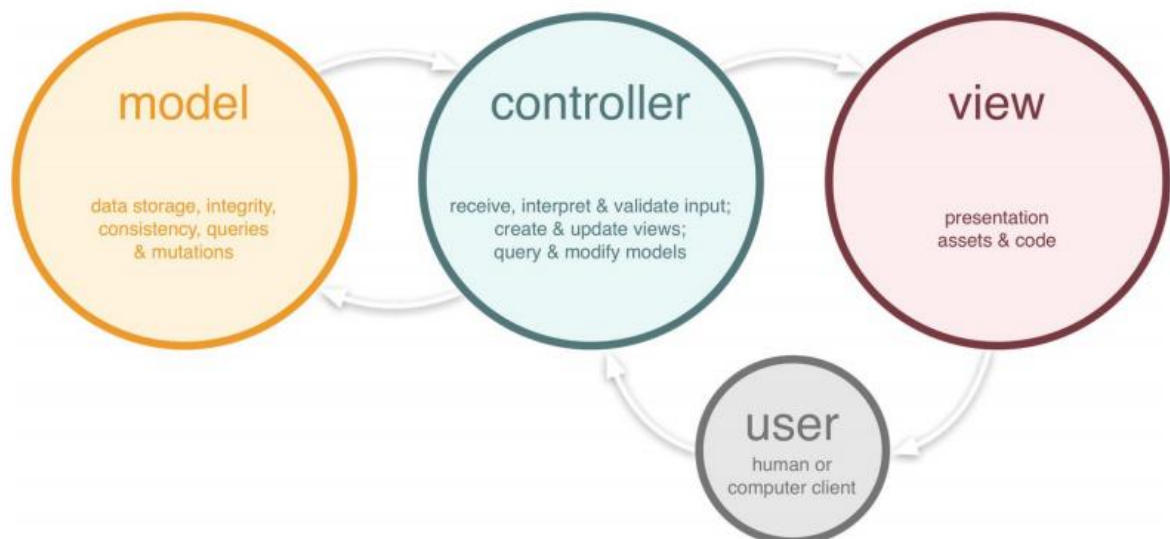 model
data storage, integrity,
consistency, queries
& mutations
controller
receive, interpret & validate input;
create & update views;
query & modify models
view
presentation
assets & code
user
human or
computer client